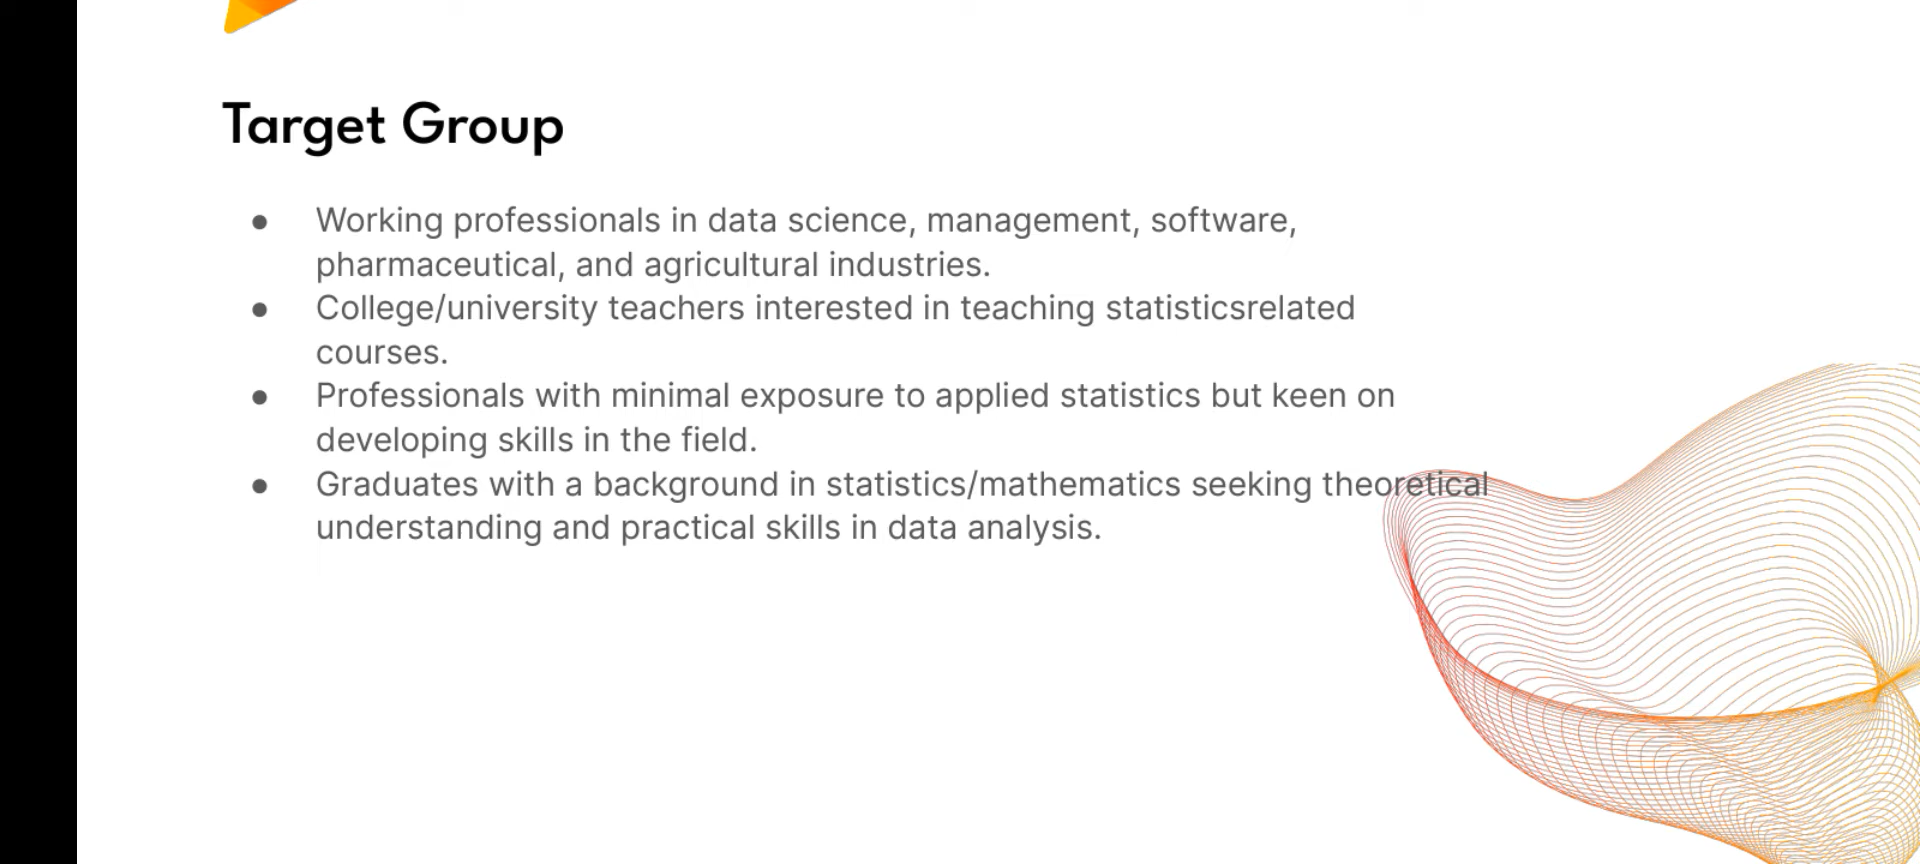 Target Group
● Working professionals in data science, management, software,
pharmaceutical, and agricultural industries.
● College/university teachers interested in teaching statisticsrelated
courses.
● Professionals with minimal exposure to applied statistics but keen on
developing skills in the field.
● Graduates with a background in statistics/mathematics seeking theoretical
understanding and practical skills in data analysis.